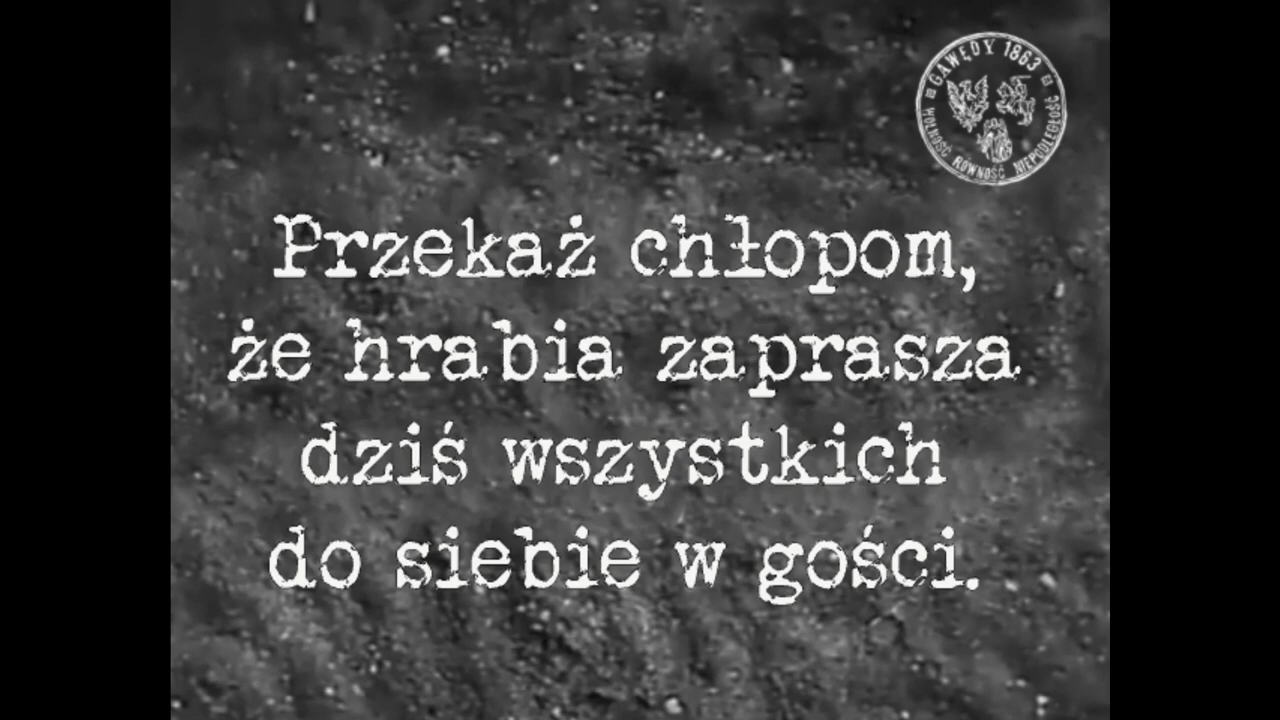 GAWĘDY 1863
WOLNOŚĆ RÓWNOŚĆ NIEPODLEGŁOŚĆ
Przekaż chłopom,
że hrabia zaprasza
dziś wszystkich
do siebie w gości.